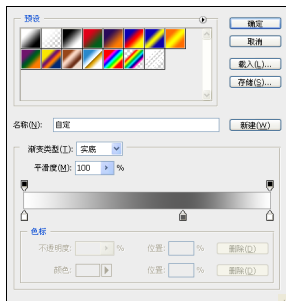 预设
确定
取消
载入(L)...
存储(S)...
名称(N): 自定 新建(W)
渐变类型(T): 实底
平滑度(M): 100 %
色标
不透明度: % 位置: % 删除(D)
颜色: 位置: % 删除(D)